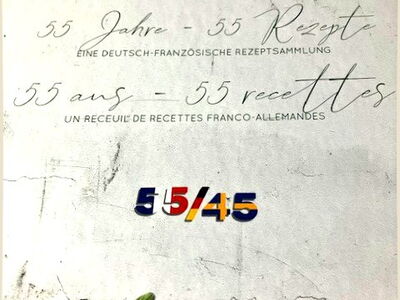 55 Jahre - 55 Rezepte
EINE DEUTSCH-FRANZÖSISCHE REZEPTSAMMLUNG
55 ans - 55 recettes
UN RECEUIL DE RECETTES FRANCO-ALLEMANDES
55/45